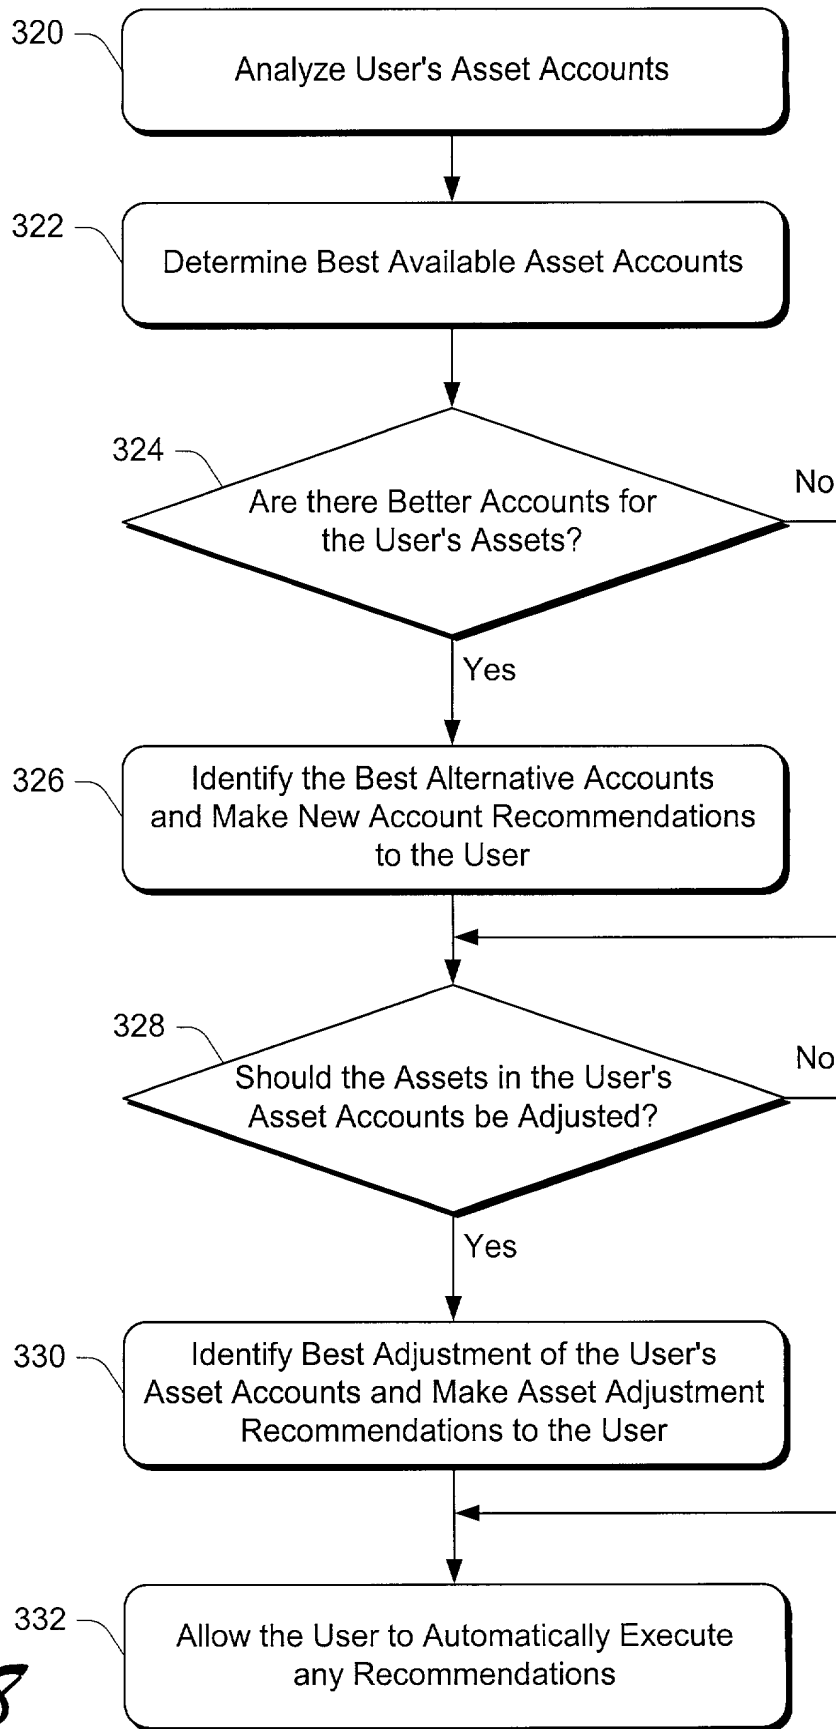 320
Analyze User's Asset Accounts
322
Determine Best Available Asset Accounts
324
Are there Better Accounts for
the User's Assets?
No
Yes
326
Identify the Best Alternative Accounts
and Make New Account Recommendations
to the User
328
Should the Assets in the User's
Asset Accounts be Adjusted?
No
Yes
330
Identify Best Adjustment of the User's
Asset Accounts and Make Asset Adjustment
Recommendations to the User
332
Allow the User to Automatically Execute
any Recommendations
8